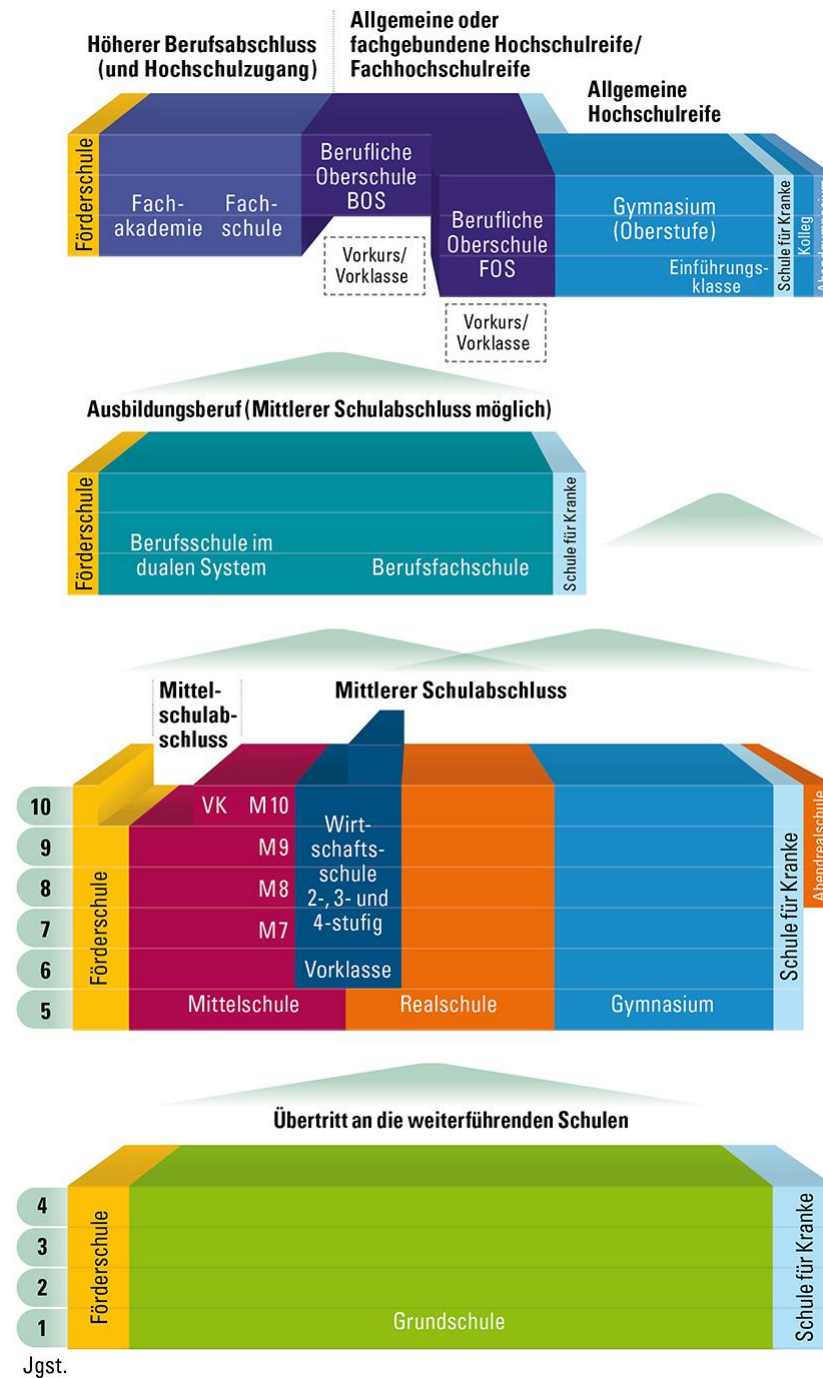 Höherer Berufsabschluss
(und Hochschulzugang)
Allgemeine oder
fachgebundene Hochschulreife/
Fachhochschulreife
Allgemeine
Hochschulreife
Förderschule
Fach-
akademie
Fach-
schule
Berufliche
Oberschule
BOS
Vorkurs/
Vorklasse
Berufliche
Oberschule
FOS
Vorkurs/
Vorklasse
Gymnasium
(Oberstufe)
Einführungs-
klasse
Schule für Kranke
Kolleg
Ausbildungsberuf (Mittlerer Schulabschluss möglich)
Förderschule
Berufsschule im
dualen System
Berufsfachschule
Schule für Kranke
Mittel-
schulab-
schluss
Mittlerer Schulabschluss
10
9
8
7
6
5
Förderschule
VK M10
M9
M8
M7
Mittelschule
Wirt-
schafts-
schule
2-, 3- und
4-stufig
Vorklasse
Realschule
Gymnasium
Schule für Kranke
Abendrealschule
Übertritt an die weiterführenden Schulen
4
3
2
1
Jgst.
Förderschule
Grundschule
Schule für Kranke